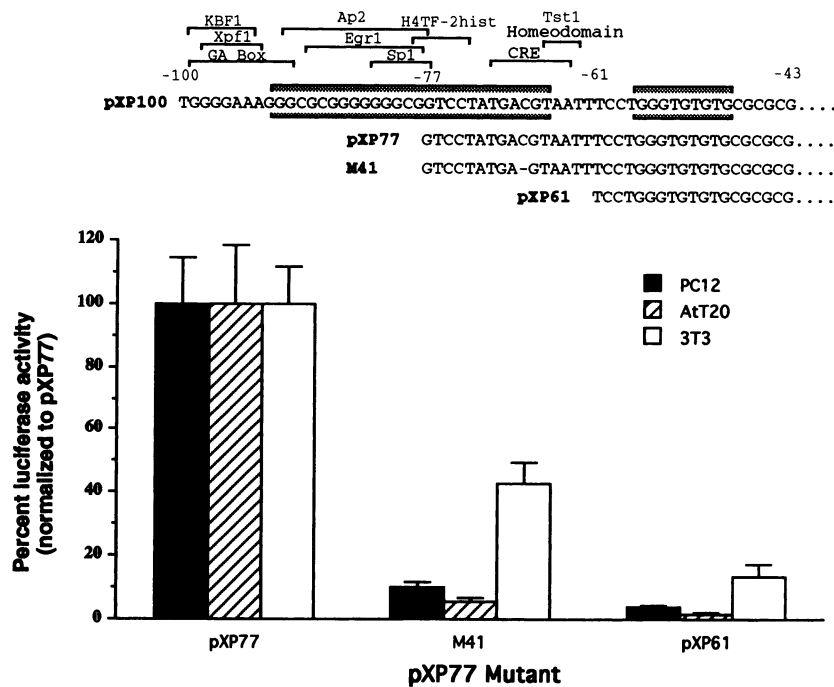 KBF1 Ap2 H4TF-2hist Tst1
Xpf1 Egr1 Homeodomain
GA Box Sp1 CRE
-100 -77 -61 -43
pXP100 TGGGGAAAGGGCGCGGGGGGGCGGTCCTATGACGTAATTTCCTGGGTGTGTGCGCGCG....
pXP77 GTCCTATGACGTAATTTCCTGGGTGTGTGCGCGCG....
M41 GTCCTATGA-GTAATTTCCTGGGTGTGTGCGCGCG....
pXP61 TCCTGGGTGTGTGCGCGCG....
Percent luciferase activity
(normalized to pXP77)
120
100
80
60
40
20
0
PC12
AtT20
3T3
pXP77 M41 pXP61
pXP77 Mutant